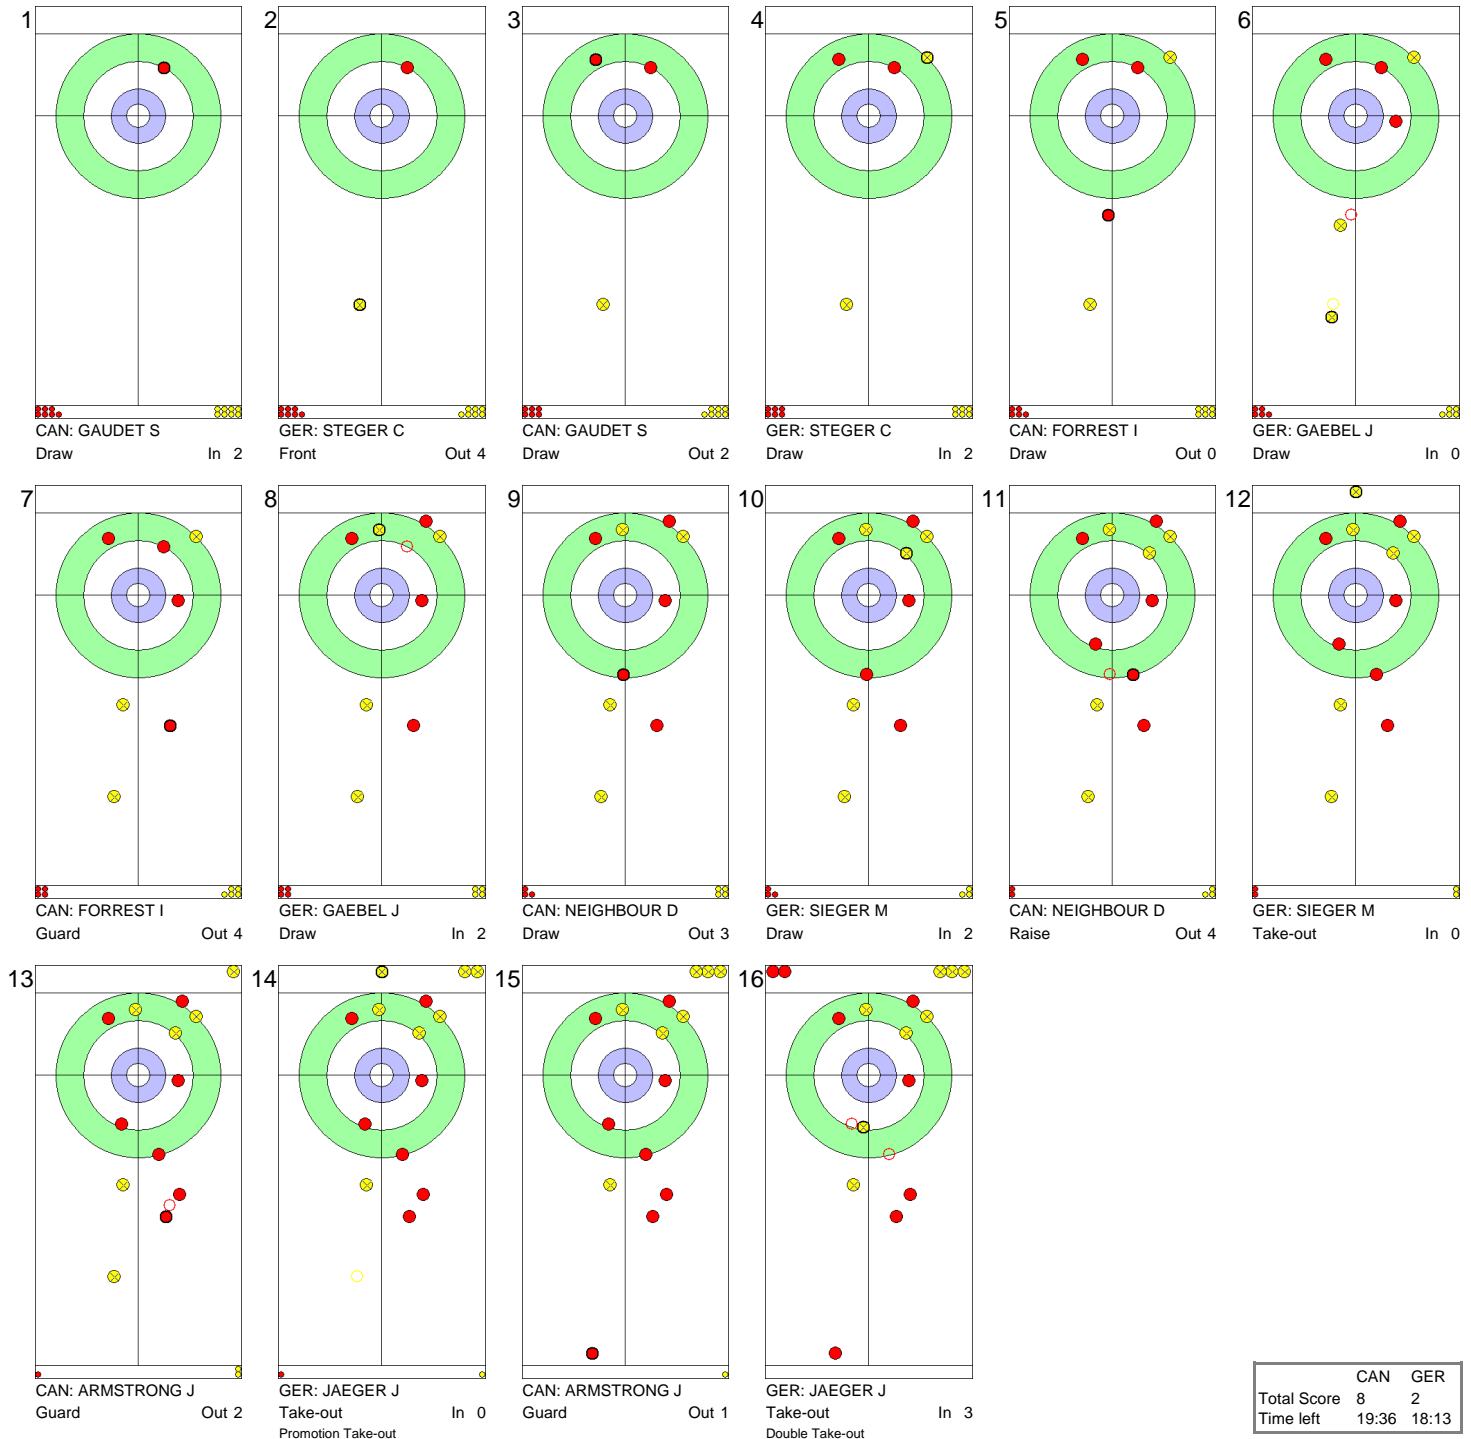 1
CAN: GAUDET S
Draw In 2
2
GER: STEGER C
Front Out 4
3
CAN: GAUDET S
Draw Out 2
4
GER: STEGER C
Draw In 2
5
CAN: FORREST I
Draw Out 0
6
GER: GAEBEL J
Draw In 0
7
CAN: FORREST I
Guard Out 4
8
GER: GAEBEL J
Draw In 2
9
CAN: NEIGHBOUR D
Draw Out 3
10
GER: SIEGER M
Draw In 2
11
CAN: NEIGHBOUR D
Raise Out 4
12
GER: SIEGER M
Take-out In 0
13
CAN: ARMSTRONG J
Guard Out 2
14
GER: JAEGER J
Take-out In 0
Promotion Take-out
15
CAN: ARMSTRONG J
Guard Out 1
16
GER: JAEGER J
Take-out In 3
Double Take-out
CAN GER
Total Score 8 2
Time left 19:36 18:13